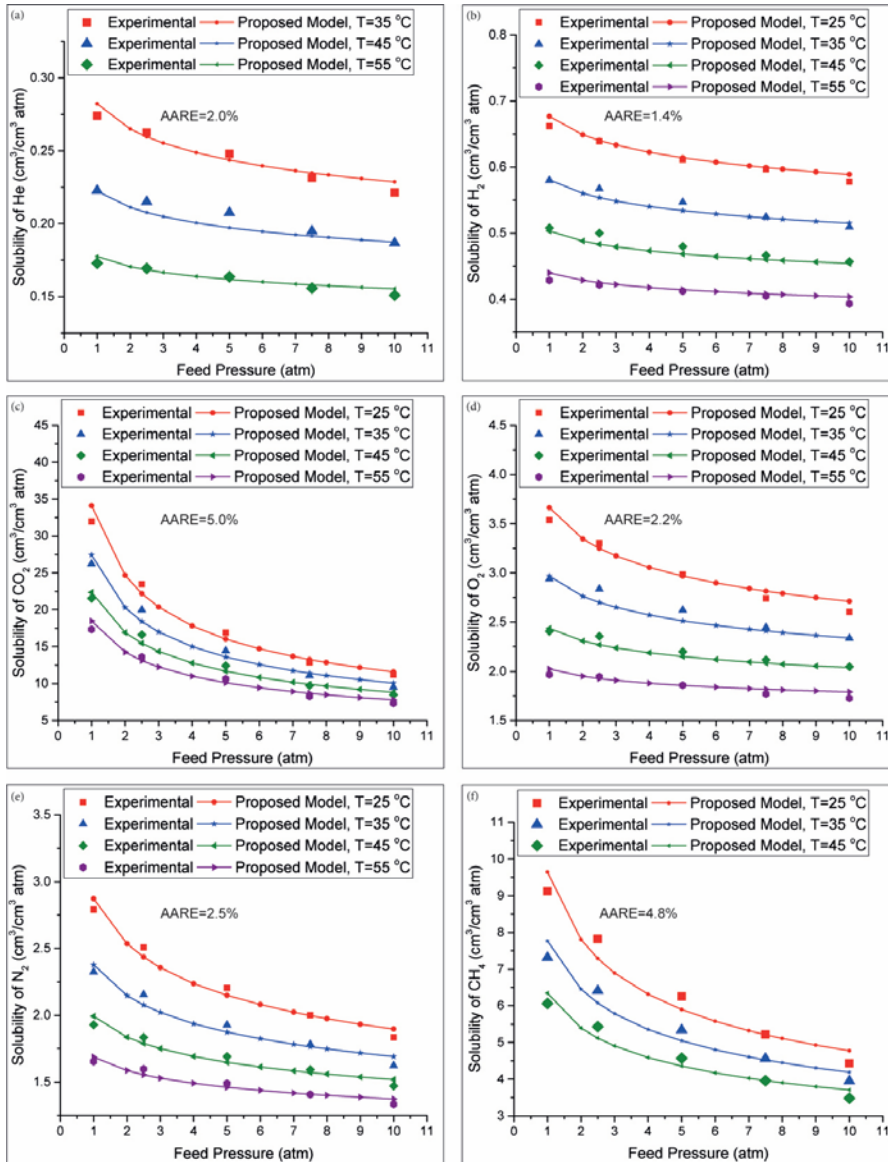 (a)
Experimental Proposed Model, T=35 °C
Experimental Proposed Model, T=45 °C
Experimental Proposed Model, T=55 °C
AARE=2.0%
Solubility of He (cm³/cm³ atm)
0.30
0.25
0.20
0.15
0 1 2 3 4 5 6 7 8 9 10 11
Feed Pressure (atm)
(b)
Experimental Proposed Model, T=25 °C
Experimental Proposed Model, T=35 °C
Experimental Proposed Model, T=45 °C
Experimental Proposed Model, T=55 °C
AARE=1.4%
Solubility of H₂ (cm³/cm³ atm)
0.8
0.7
0.6
0.5
0.4
0 1 2 3 4 5 6 7 8 9 10 11
Feed Pressure (atm)
(c)
Experimental Proposed Model, T=25 °C
Experimental Proposed Model, T=35 °C
Experimental Proposed Model, T=45 °C
Experimental Proposed Model, T=55 °C
AARE=5.0%
Solubility of CO₂ (cm³/cm³ atm)
45
40
35
30
25
20
15
10
5
0 1 2 3 4 5 6 7 8 9 10 11
Feed Pressure (atm)
(d)
Experimental Proposed Model, T=25 °C
Experimental Proposed Model, T=35 °C
Experimental Proposed Model, T=45 °C
Experimental Proposed Model, T=55 °C
AARE=2.2%
Solubility of O₂ (cm³/cm³ atm)
4.5
4.0
3.5
3.0
2.5
2.0
1.5
0 1 2 3 4 5 6 7 8 9 10 11
Feed Pressure (atm)
(e)
Experimental Proposed Model, T=25 °C
Experimental Proposed Model, T=35 °C
Experimental Proposed Model, T=45 °C
Experimental Proposed Model, T=55 °C
AARE=2.5%
Solubility of N₂ (cm³/cm³ atm)
3.5
3.0
2.5
2.0
1.5
0 1 2 3 4 5 6 7 8 9 10 11
Feed Pressure (atm)
(f)
Experimental Proposed Model, T=25 °C
Experimental Proposed Model, T=35 °C
Experimental Proposed Model, T=45 °C
AARE=4.8%
Solubility of CH₄ (cm³/cm³ atm)
11
10
9
8
7
6
5
4
3
0 1 2 3 4 5 6 7 8 9 10 11
Feed Pressure (atm)